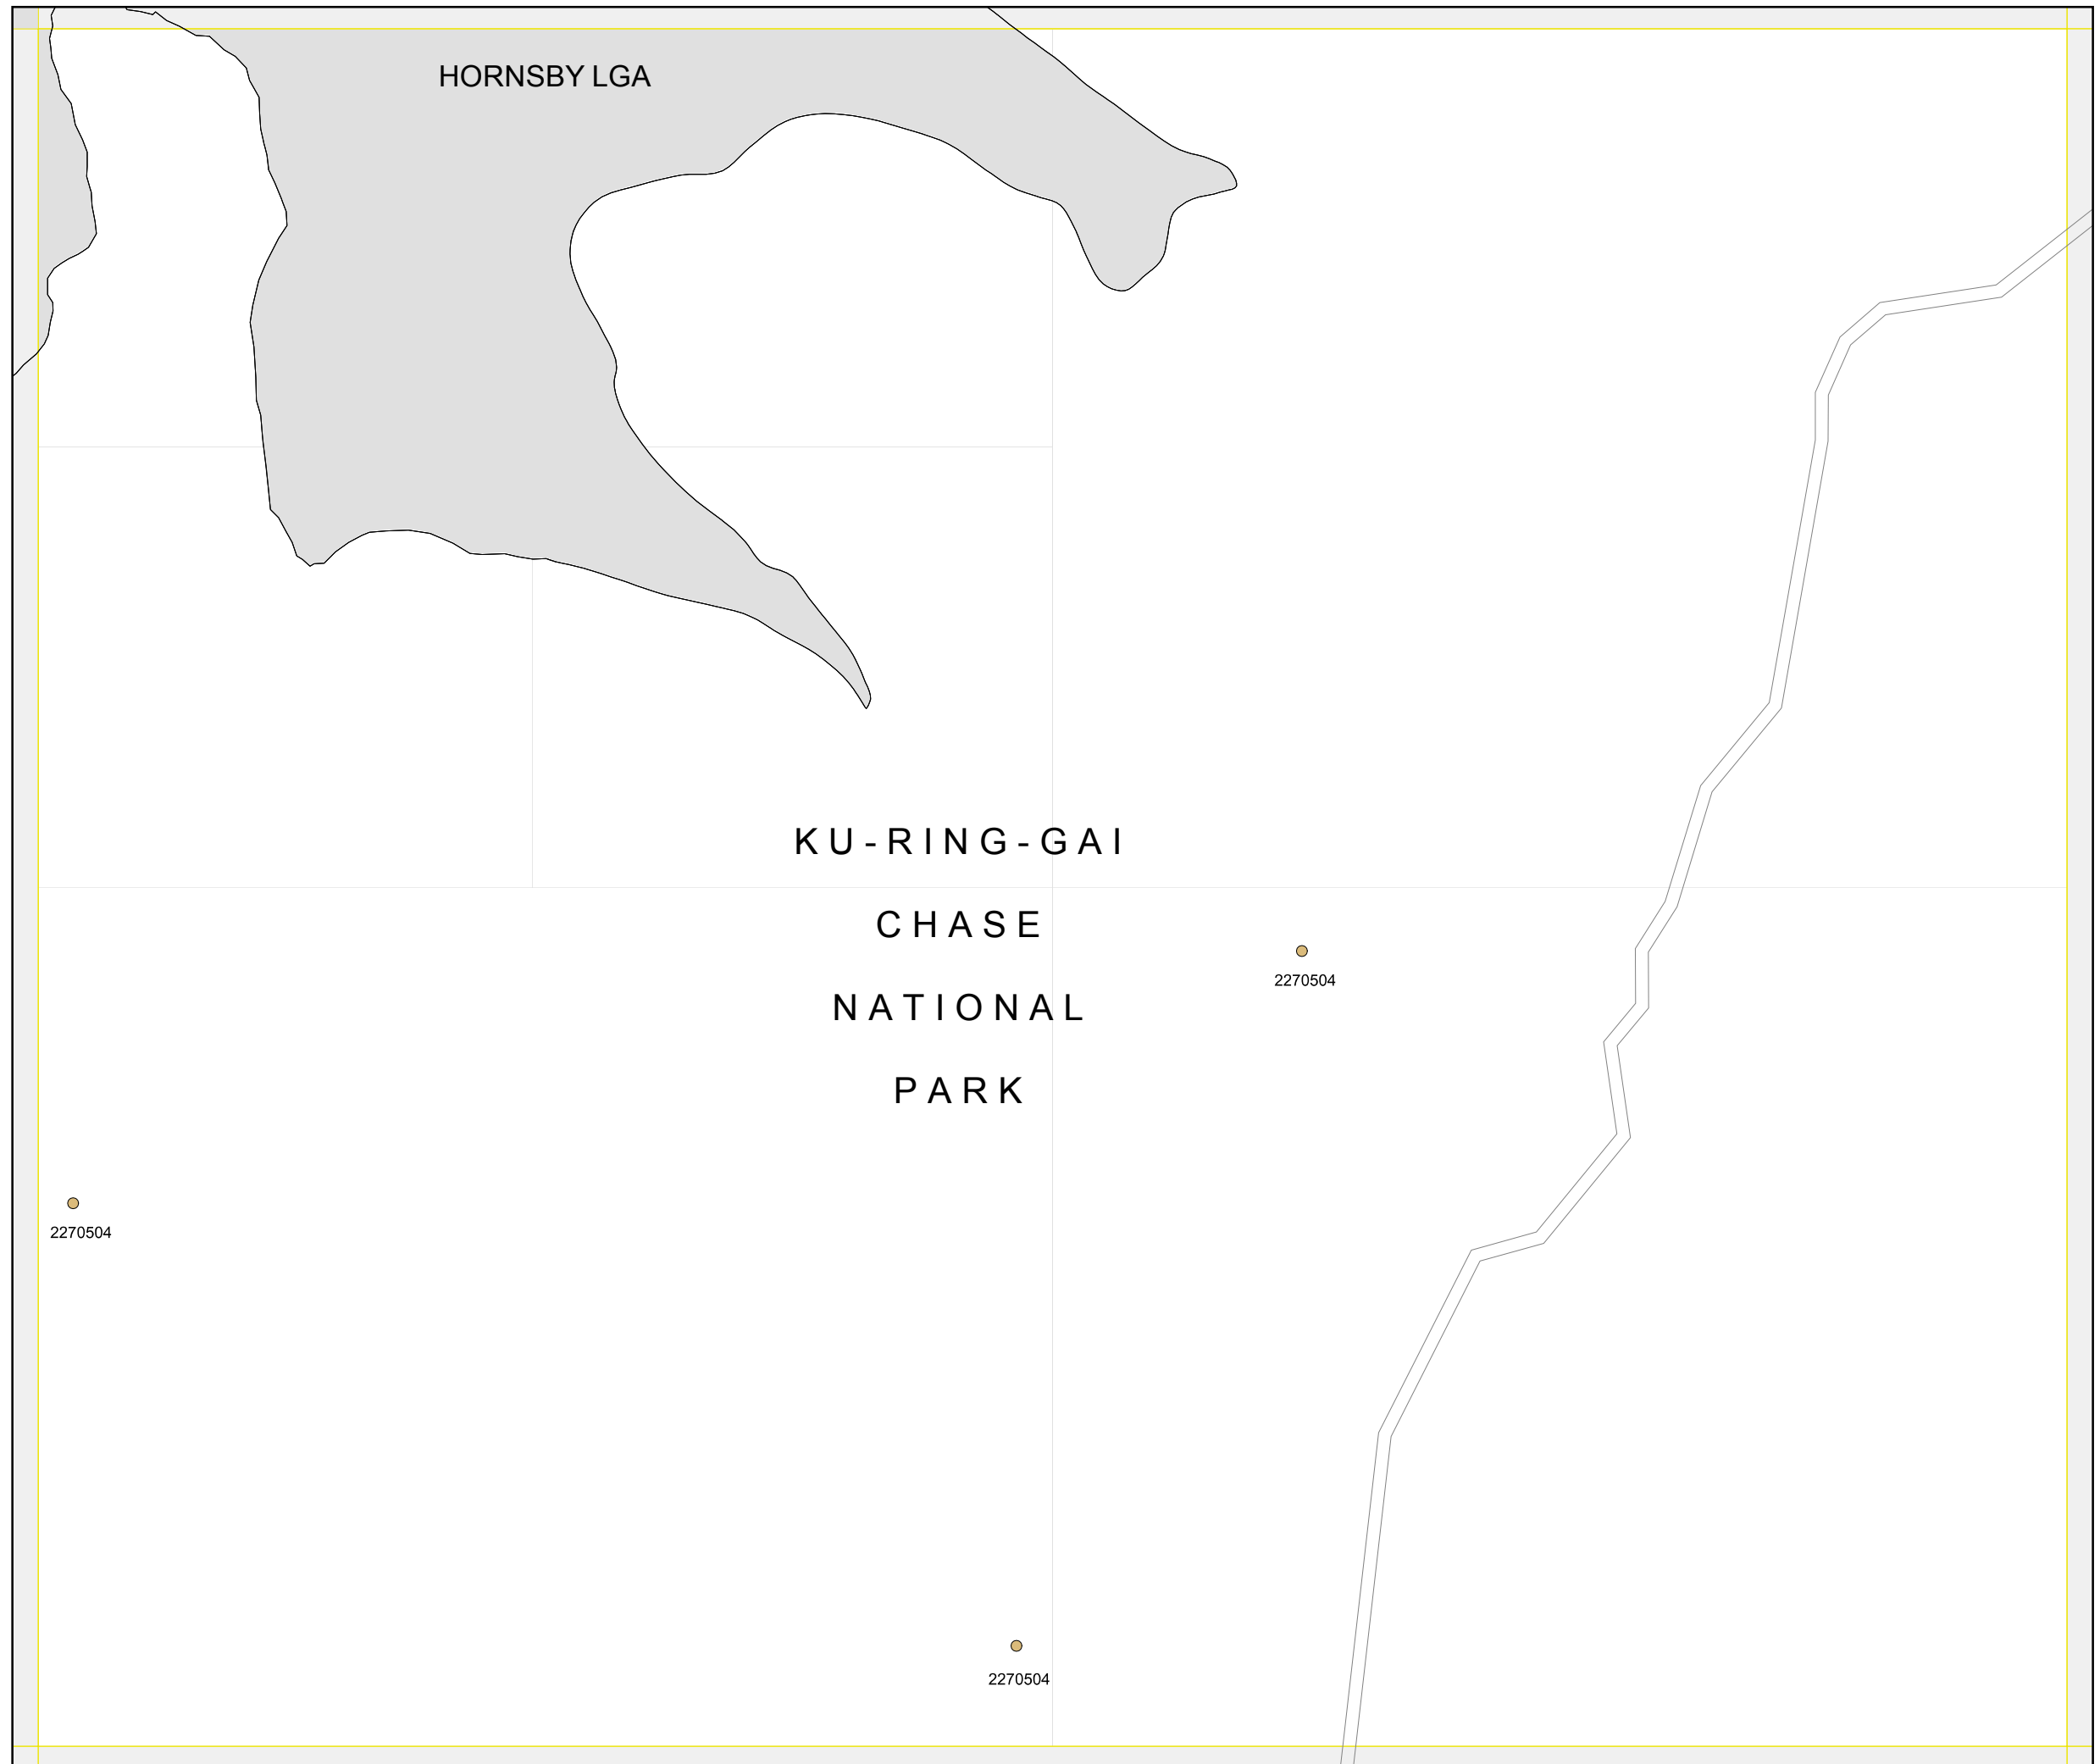 HORNSBY LGA
KU-RING-GAI
CHASE
NATIONAL
PARK
2270504
2270504
2270504